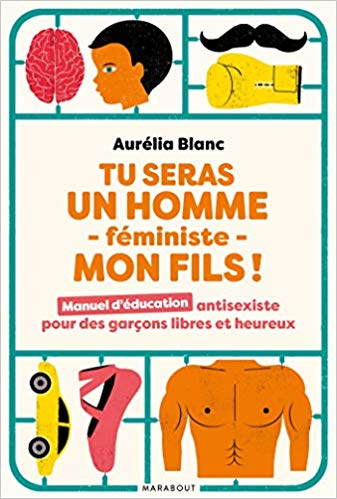 Aurélia Blanc
TU SERAS
UN HOMME
- féministe -
MON FILS !
Manuel d'éducation antisexiste
pour des garçons libres et heureux
MARABOUT